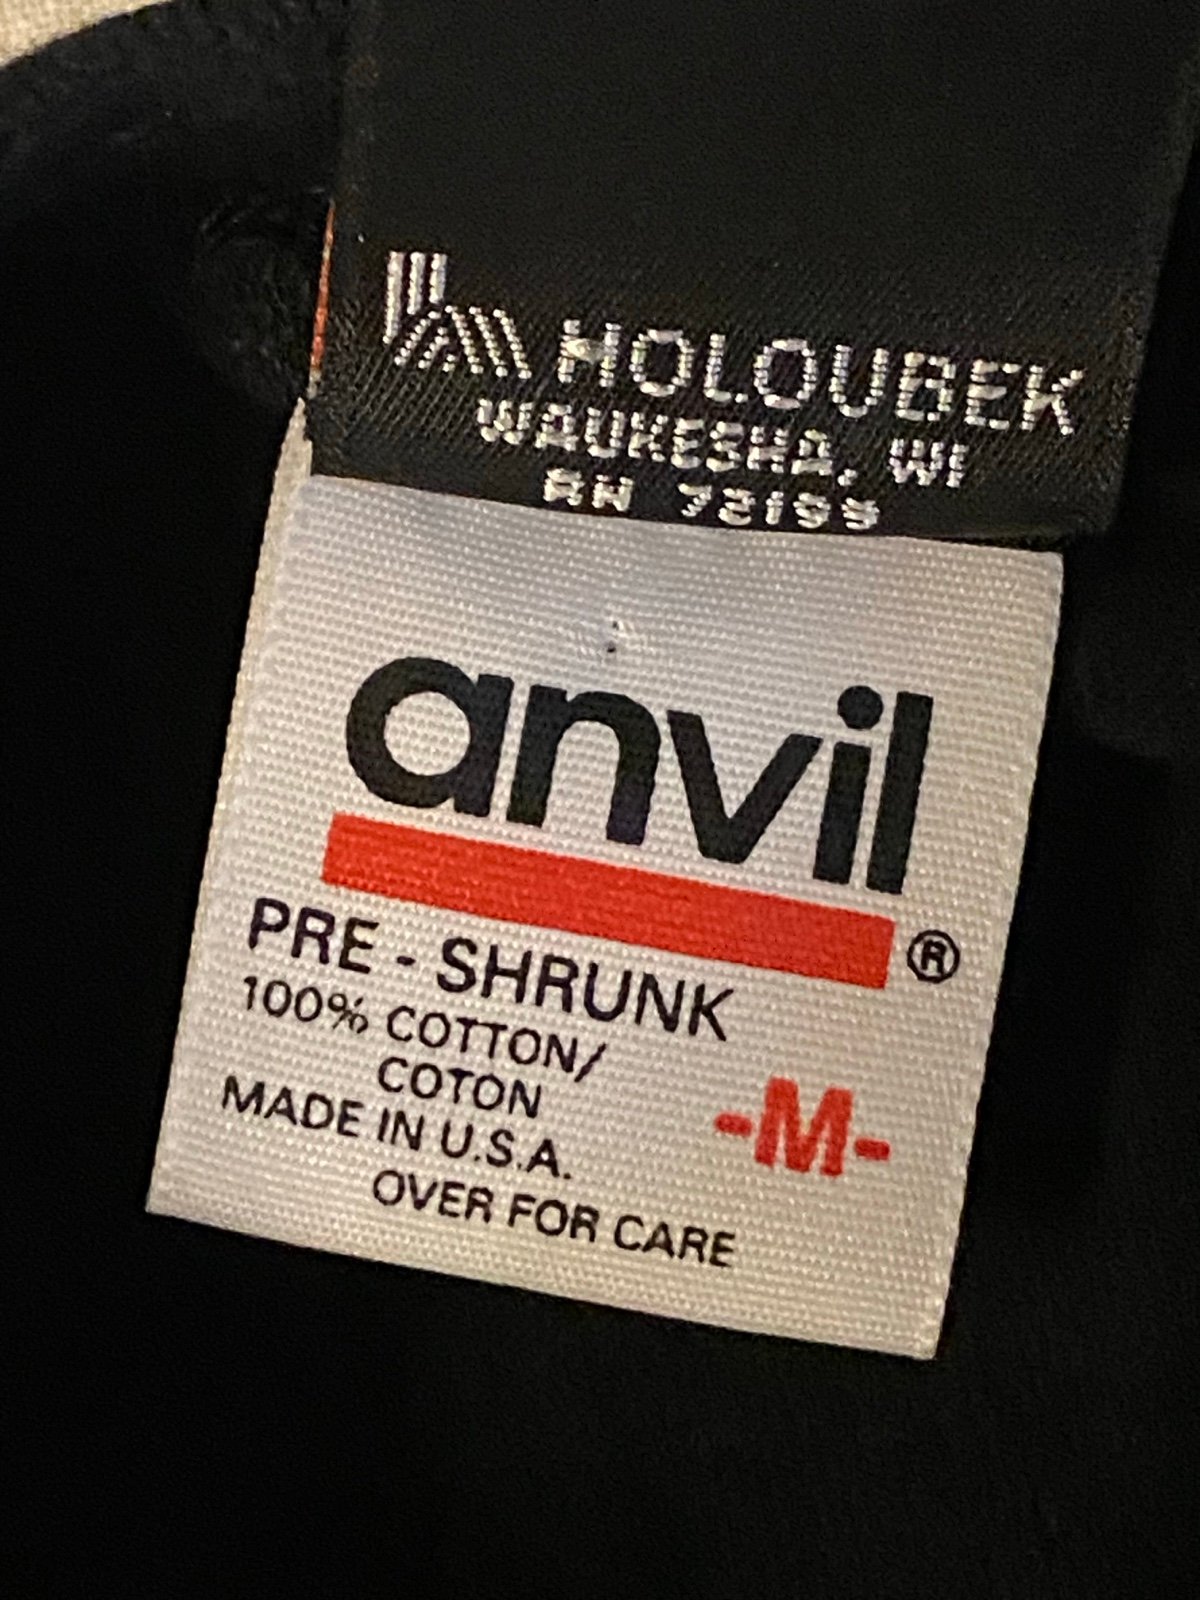 HOLOUBEK
WAUKESHA, WI
RN 72199
anvil
®
PRE - SHRUNK
100% COTTON/
COTON
MADE IN U.S.A.
-M-
OVER FOR CARE